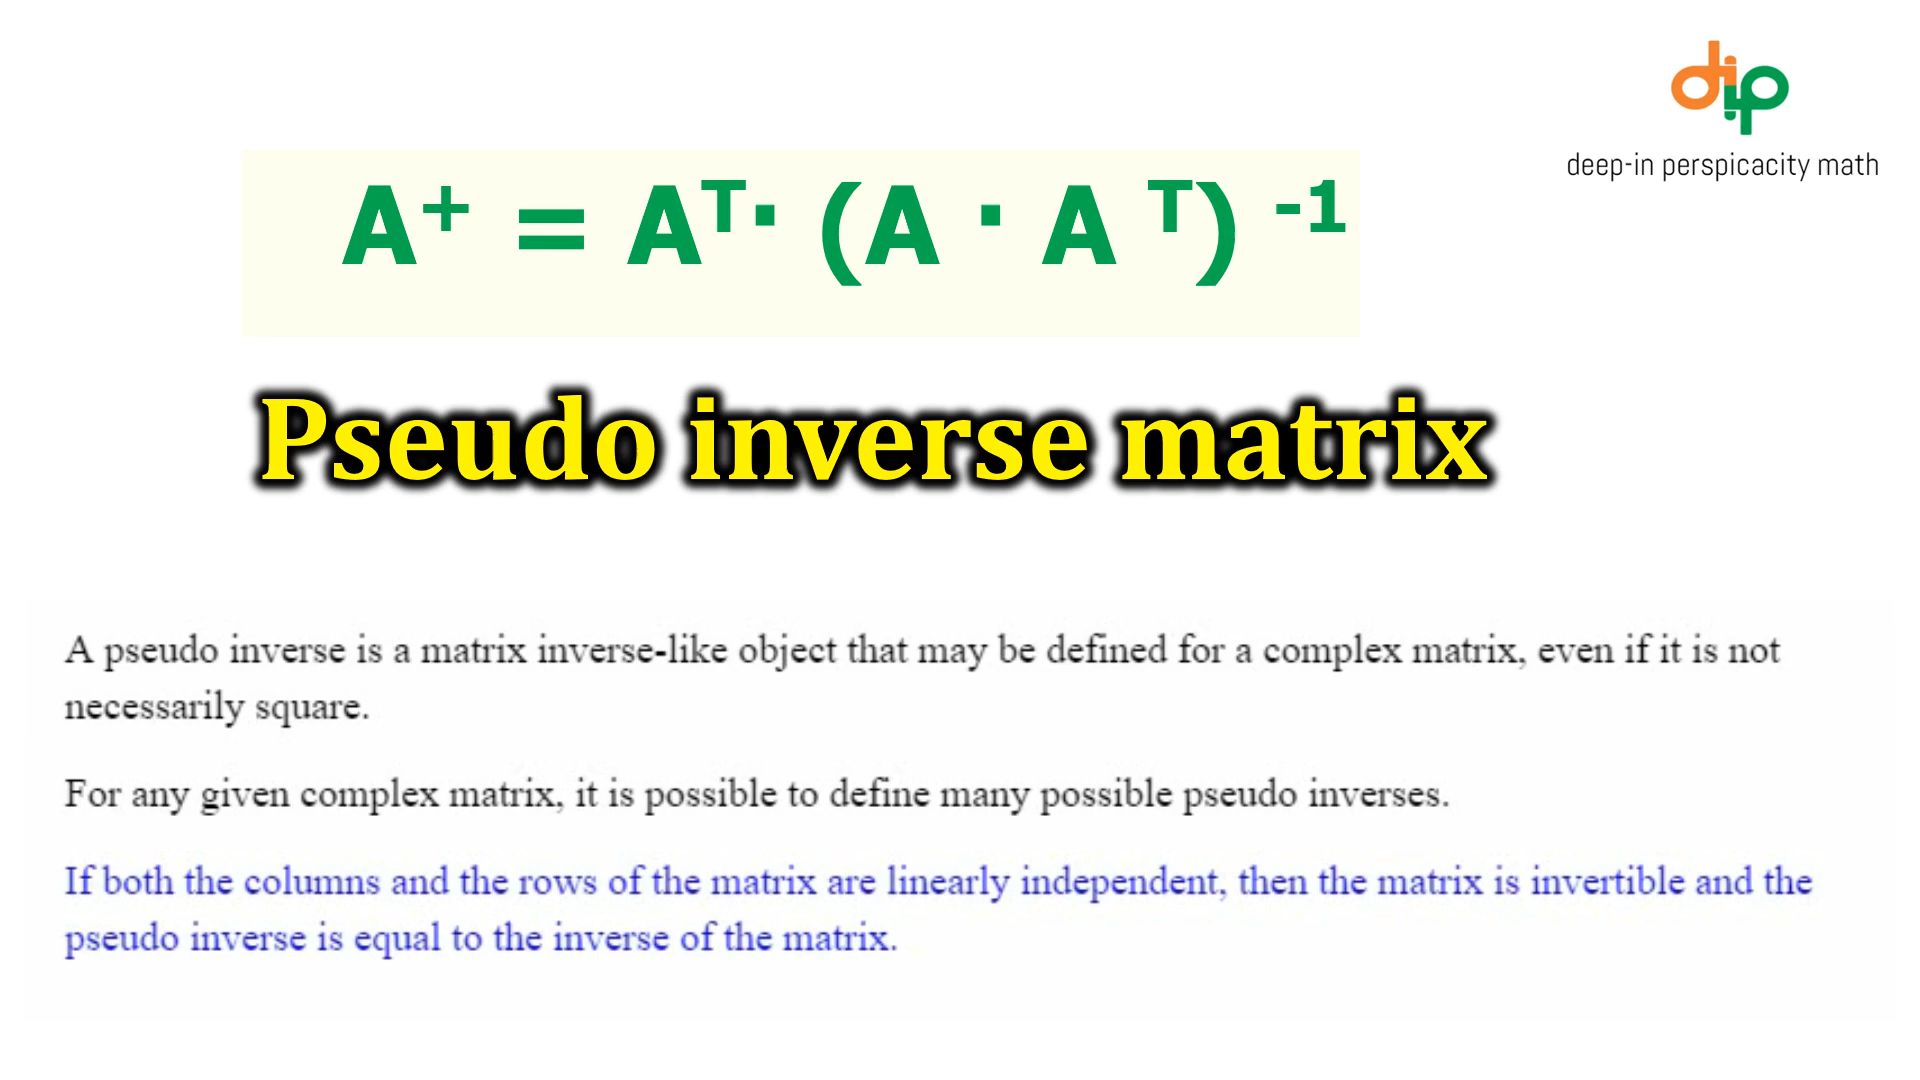 dip
deep-in perspicacity math
A⁺ = Aᵀ· (A · A ᵀ) ⁻¹
Pseudo inverse matrix
A pseudo inverse is a matrix inverse-like object that may be defined for a complex matrix, even if it is not
necessarily square.
For any given complex matrix, it is possible to define many possible pseudo inverses.
If both the columns and the rows of the matrix are linearly independent, then the matrix is invertible and the
pseudo inverse is equal to the inverse of the matrix.